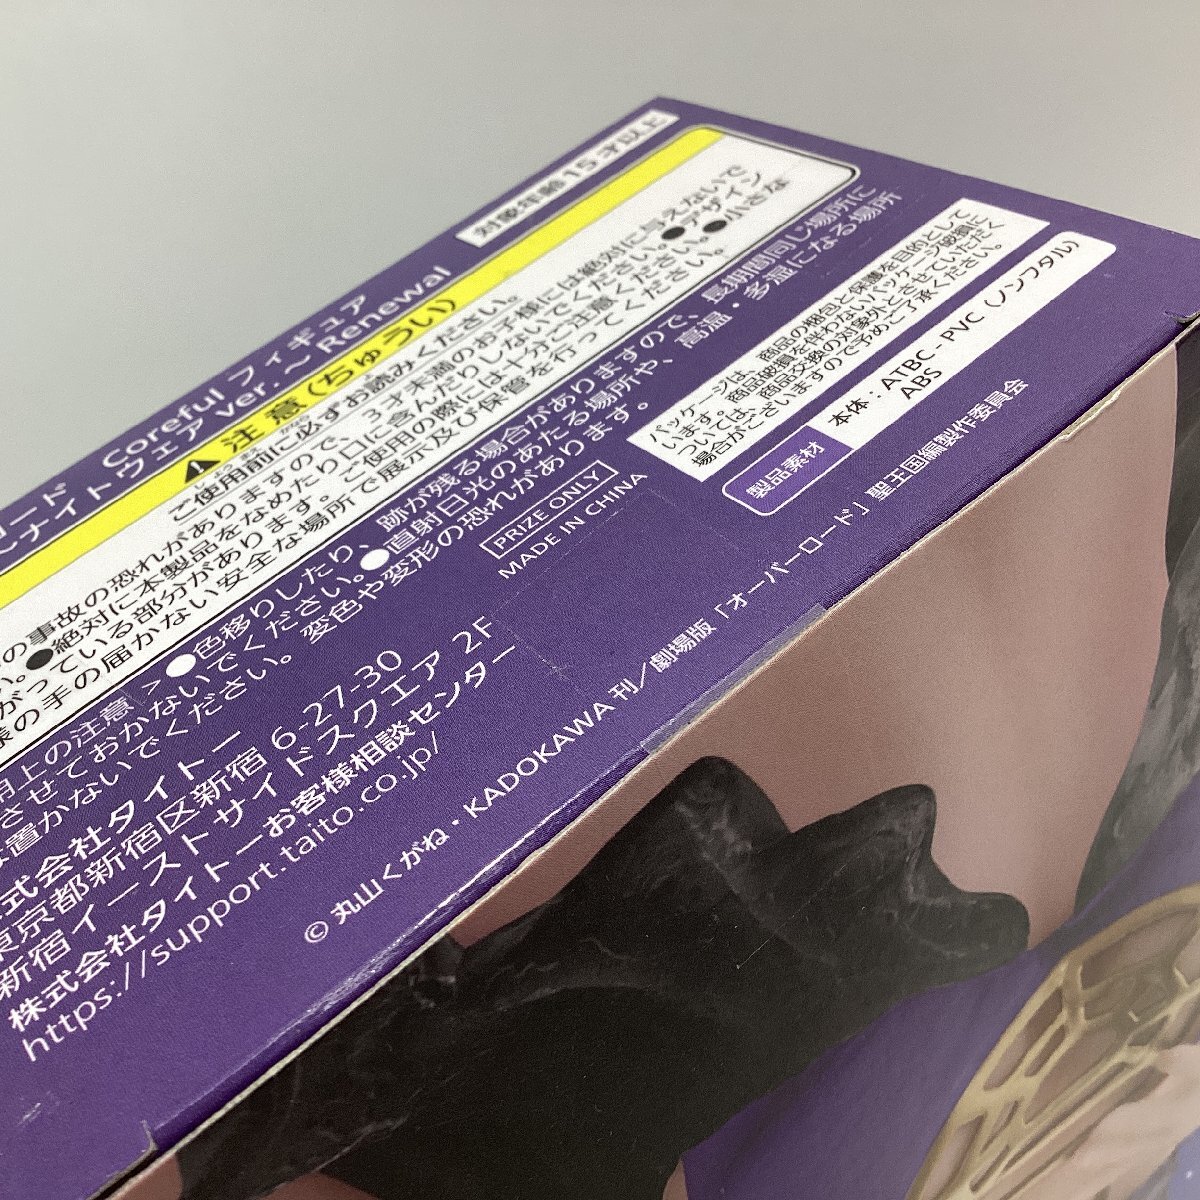 対象年齢15才以上
Coreful フィギュア
ナイトウェアVer.～Renewal
注意(ちゅうい)
ご使用前に必ずお読みください。
の事故の恐れがありますので、3才未満のお子様には絶対に与えないで
●絶対に本製品をなめたり口に含んだりしないでください。●デザイン
がっている部分があります。ご使用の際には十分ご注意ください。●小さな
様の手の届かない安全な場所で展示及び保管を行ってください。
用上の注意>●色移りしたり、跡が残る場合がありますので、長期間同じ場所に
させておかないでください。●直射日光のあたる場所や、高温・多湿になる場所
は置かないでください。変色や変形の恐れがあります。
パッケージは、商品の梱包と保護を目的として
います。商品破損を伴わないパッケージ破損に
ついては、商品交換の対象外とさせていただく
場合がございますので予めご了承ください。
製品素材
本体：ATBC-PVC（ノンフタル）
ABS
PRIZE ONLY
MADE IN CHINA
株式会社タイトー
東京都新宿区新宿 6-27-30
新宿イーストサイドスクエア 2F
株式会社タイトーお客様相談センター
https://support.taito.co.jp/
© 丸山くがね・KADOKAWA 刊／劇場版「オーバーロード」聖王国編製作委員会